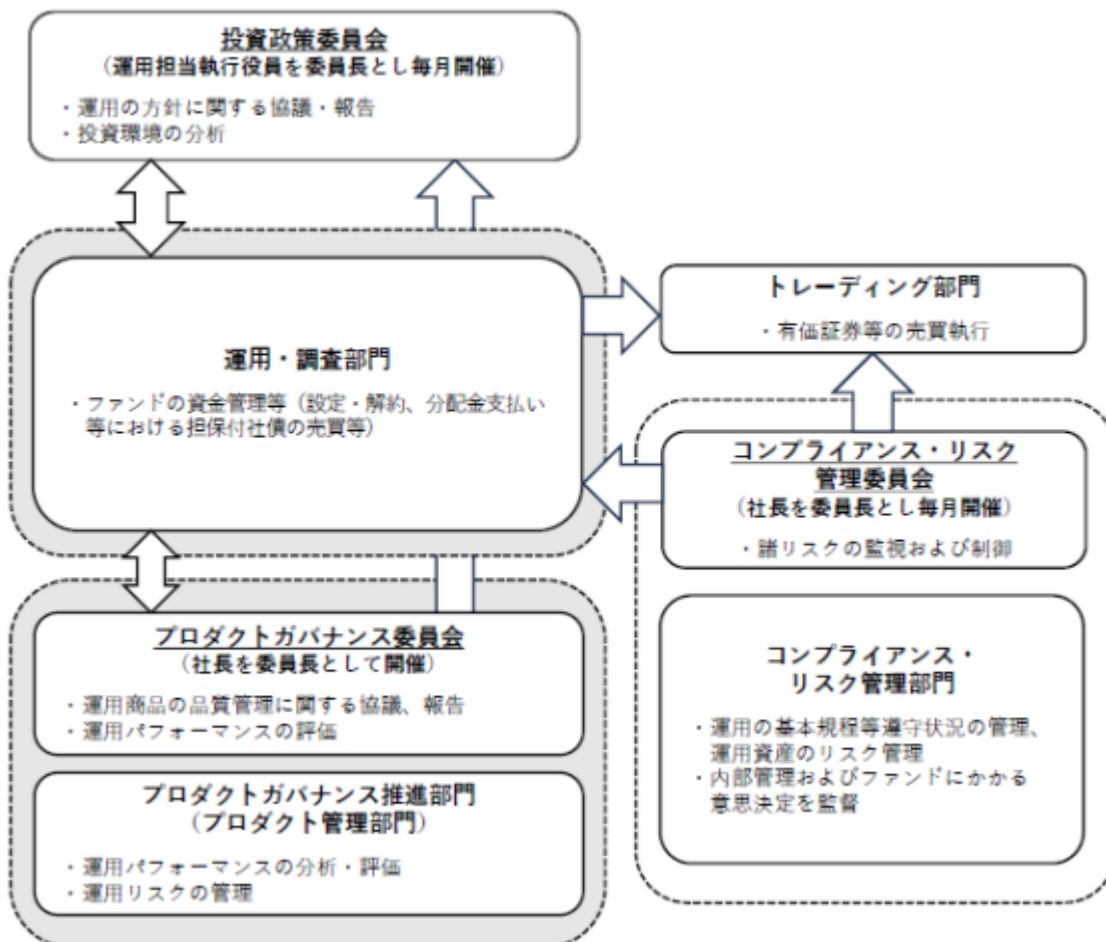 投資政策委員会
(運用担当執行役員を委員長とし毎月開催)
・運用の方針に関する協議・報告
・投資環境の分析
運用・調査部門
・ファンドの資金管理等(設定・解約、分配金支払い
等における担保付社債の売買等)
トレーディング部門
・有価証券等の売買執行
コンプライアンス・リスク
管理委員会
(社長を委員長とし毎月開催)
・諸リスクの監視および制御
プロダクトガバナンス委員会
(社長を委員長として開催)
・運用商品の品質管理に関する協議、報告
・運用パフォーマンスの評価
プロダクトガバナンス推進部門
(プロダクト管理部門)
・運用パフォーマンスの分析・評価
・運用リスクの管理
コンプライアンス・
リスク管理部門
・運用の基本規程等遵守状況の管理、
運用資産のリスク管理
・内部管理およびファンドにかかる
意思決定を監督